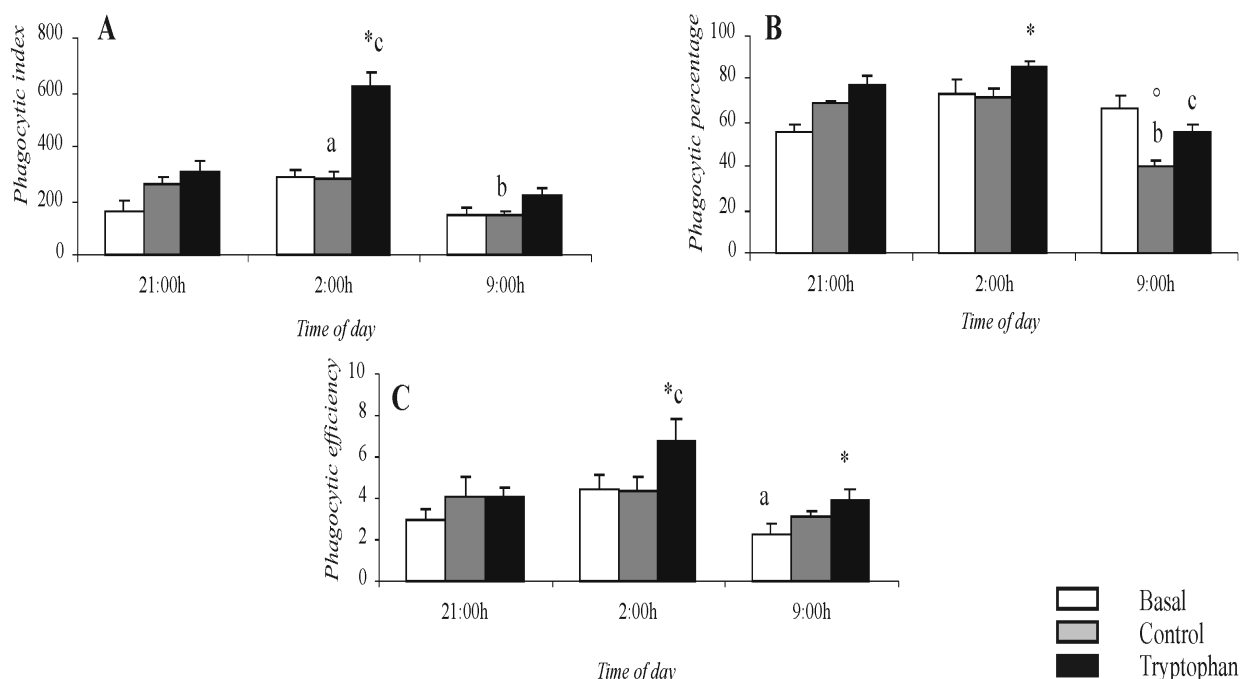 A
Phagocytic index
800
600
400
200
0
*c
a
b
21:00h 2:00h 9:00h
Time of day
B
Phagocytic percentage
100
80
60
40
20
0
*
°
b
c
21:00h 2:00h 9:00h
Time of day
C
Phagocytic efficiency
10
8
6
4
2
0
*c
a
*
21:00h 2:00h 9:00h
Time of day
Basal
Control
Tryptophan